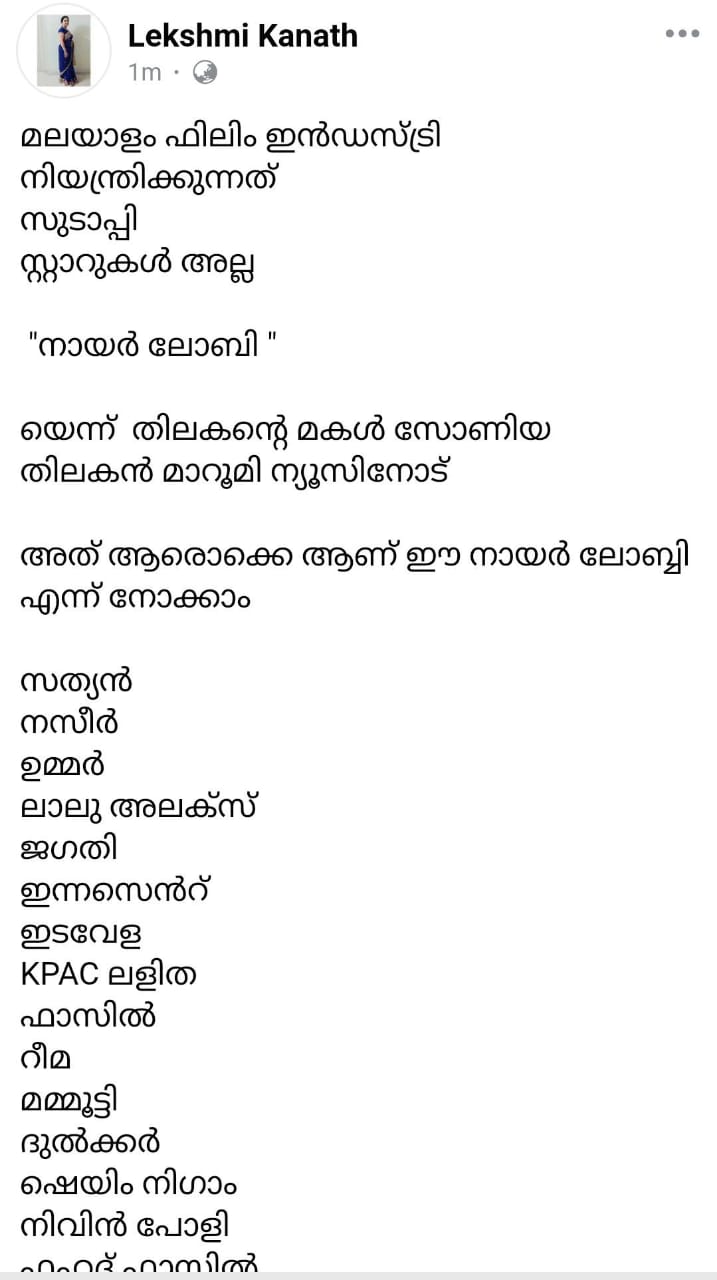 Lekshmi Kanath
1m ·
മലയാളം ഫിലിം ഇൻഡസ്ട്രി
നിയന്ത്രിക്കുന്നത്
സുടാപ്പി
സ്റ്റാറുകൾ അല്ല
"നായർ ലോബി "
യെന്ന് തിലകന്റെ മകൾ സോണിയ
തിലകൻ മാറൂമി ന്യൂസിനോട്
അത് ആരൊക്കെ ആണ് ഈ നായർ ലോബ്ബി
എന്ന് നോക്കാം
സത്യൻ
നസീർ
ഉമ്മർ
ലാലു അലക്സ്
ജഗതി
ഇന്നസെൻറ്
ഇടവേള
KPAC ലളിത
ഫാസിൽ
റീമ
മമ്മൂട്ടി
ദുൽക്കർ
ഷെയിം നിഗാം
നിവിൻ പോളി
ഫഹദ് ഫാസിൽ